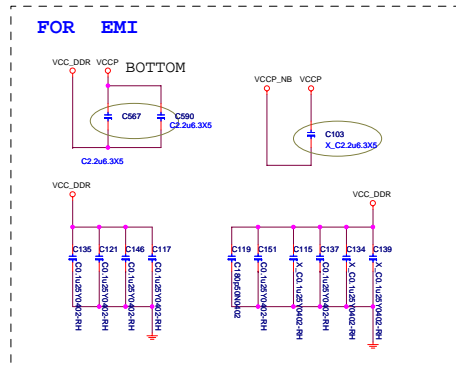 FOR EMI
VCC_DDR VCCP BOTTOM
VCCP_NB VCCP
C567 C590
C2.2u6.3X5
C2.2u6.3X5
C103
X_C2.2u6.3X5
VCC_DDR
VCC_DDR
C135 C121 C146 C117
C0.1u25Y0402-RH
C0.1u25Y0402-RH
C0.1u25Y0402-RH
C0.1u25Y0402-RH
C119 C151 C115 C137 C134 C139
C180p50N0402
C0.1u25Y0402-RH
X_C0.1u25Y0402-RH
C0.1u25Y0402-RH
X_C0.1u25Y0402-RH
X_C0.1u25Y0402-RH